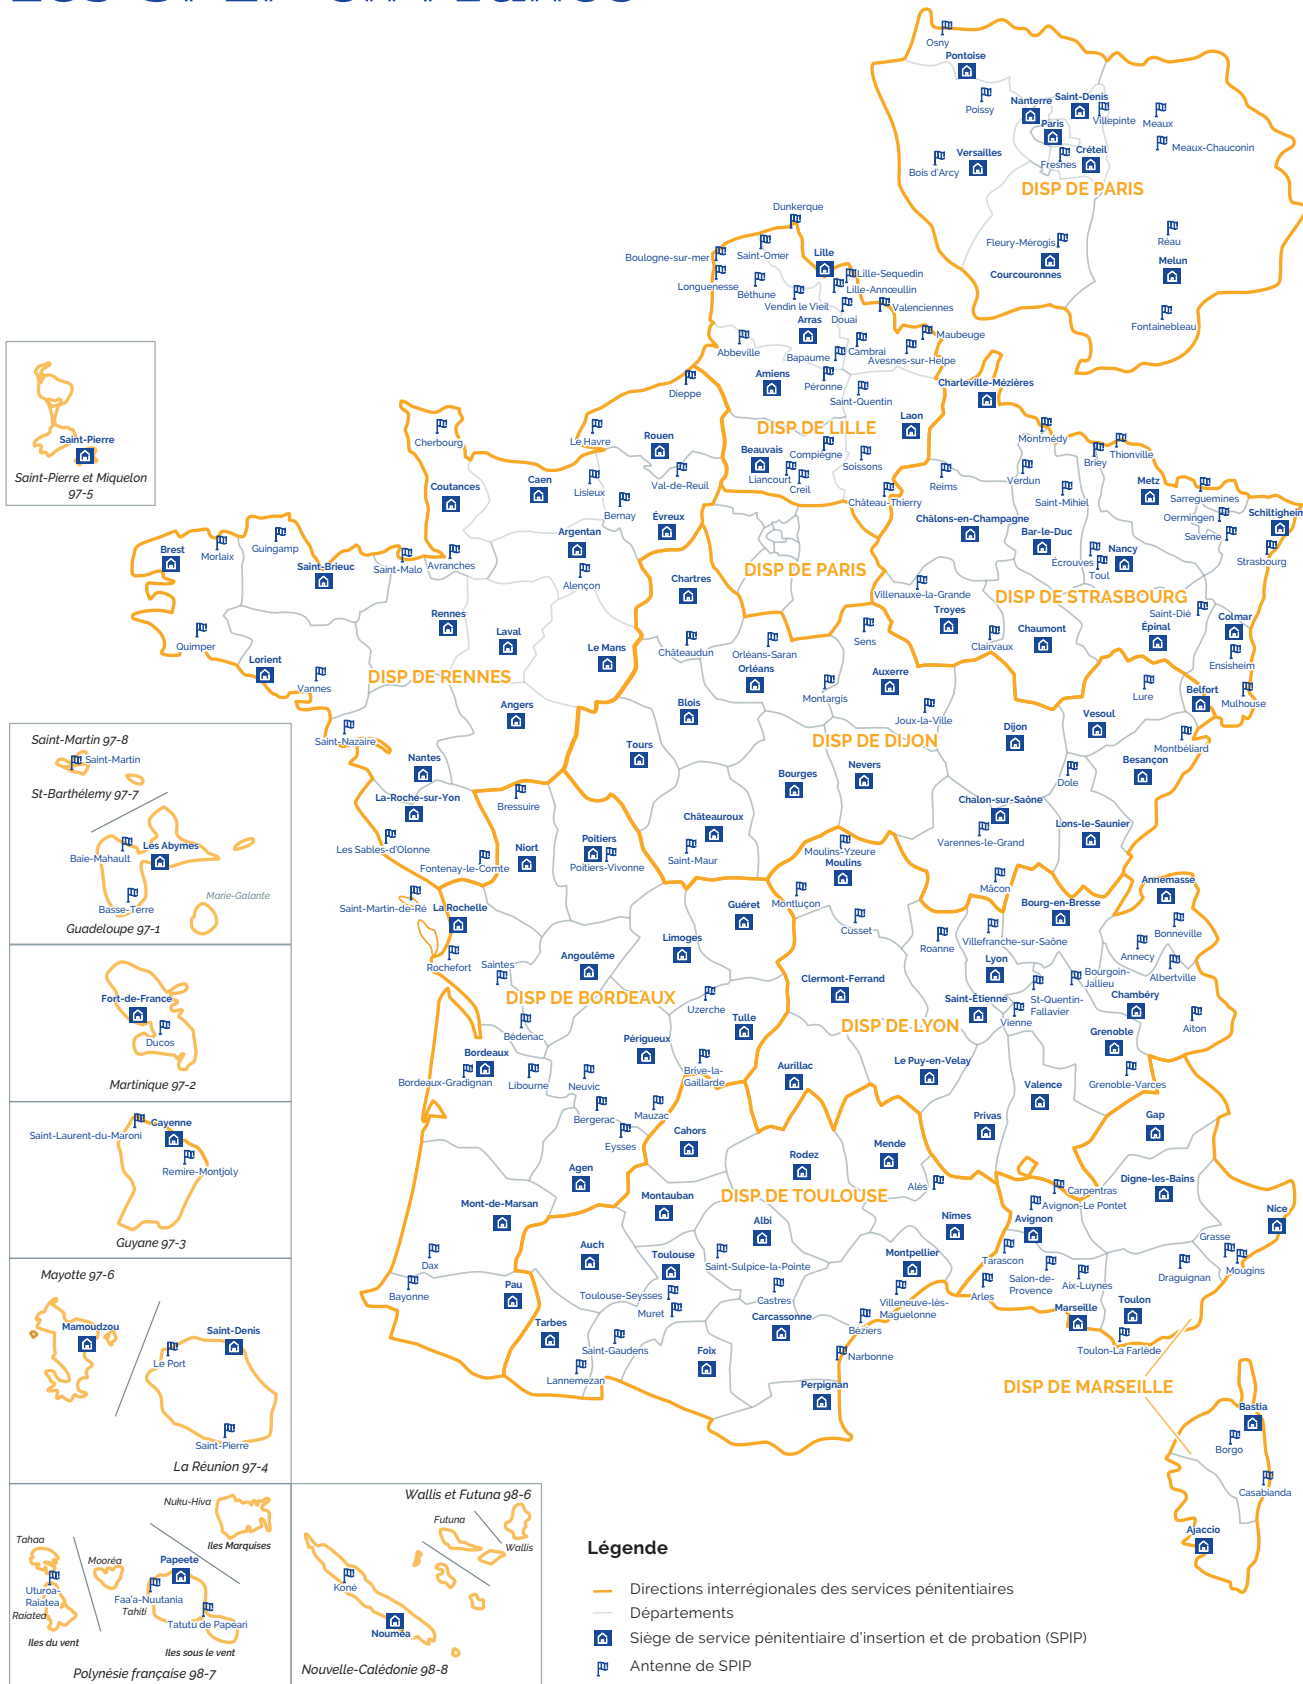 Osny
Pontoise
Poissy
Nanterre
Saint-Denis
Villepinte
Meaux
Paris
Meaux-Chauconin
Versailles
Créteil
Fresnes
Bois d'Arcy
DISP DE PARIS
Fleury-Mérogis
Courcouronnes
Réau
Melun
Fontainebleau
Dunkerque
Boulogne-sur-mer
Saint-Omer
Lille
Lille-Sequedin
Longuenesse
Béthune
Lille-Annœullin
Vendin le Vieil
Douai
Valenciennes
Arras
Maubeuge
Abbeville
Bapaume
Cambrai
Avesnes-sur-Helpe
Amiens
Péronne
Saint-Quentin
Dieppe
Charleville-Mézières
Laon
DISP DE LILLE
Beauvais
Compiègne
Soissons
Liancourt
Creil
Château-Thierry
Saint-Pierre
Saint-Pierre et Miquelon
97-5
Cherbourg
Le Havre
Rouen
Coutances
Caen
Lisieux
Val-de-Reuil
Bernay
Évreux
Argentan
Alençon
Avranches
Saint-Malo
Brest
Morlaix
Guingamp
Saint-Brieuc
Quimper
Rennes
Laval
Le Mans
Lorient
Vannes
DISP DE RENNES
Angers
Saint-Nazaire
Nantes
La-Roche-sur-Yon
Les Sables-d'Olonne
Fontenay-le-Comte
Montmédy
Briey
Thionville
Reims
Verdun
Saint-Mihiel
Metz
Sarreguemines
Oermingen
Schiltigheim
Saverne
Strasbourg
Châlons-en-Champagne
Bar-le-Duc
Nancy
Écrouves
Toul
Villenauxe-la-Grande
DISP DE STRASBOURG
Troyes
Clairvaux
Chaumont
Saint-Dié
Épinal
Colmar
Ensisheim
Mulhouse
DISP DE PARIS
Chartres
Châteaudun
Orléans-Saran
Orléans
Sens
Montargis
Auxerre
Joux-la-Ville
Blois
Tours
DISP DE DIJON
Dijon
Lure
Belfort
Vesoul
Montbéliard
Besançon
Dole
Bourges
Nevers
Chalon-sur-Saône
Varennes-le-Grand
Lons-le-Saunier
Châteauroux
Saint-Maur
Mâcon
Bressuire
Niort
Poitiers
Poitiers-Vivonne
Saint-Martin-de-Ré
La Rochelle
Rochefort
Saintes
Angoulême
Limoges
Guéret
DISP DE BORDEAUX
Uzerche
Tulle
Bédenac
Périgueux
Brive-la-
Gaillarde
Bordeaux
Bordeaux-Gradignan
Libourne
Neuvic
Bergerac
Mauzac
Eysses
Agen
Mont-de-Marsan
Dax
Bayonne
Pau
Moulins-Yzeure
Moulins
Montluçon
Cusset
Roanne
Villefranche-sur-Saône
Bourg-en-Bresse
Annemasse
Bonneville
Annecy
Albertville
Clermont-Ferrand
Lyon
Bourgoin-
Jallieu
St-Quentin-
Fallavier
Saint-Étienne
Vienne
Chambéry
Aiton
DISP DE LYON
Grenoble
Grenoble-Varces
Aurillac
Le Puy-en-Velay
Valence
Privas
Cahors
Rodez
Mende
Alès
Montauban
DISP DE TOULOUSE
Albi
Nîmes
Auch
Toulouse
Saint-Sulpice-la-Pointe
Montpellier
Toulouse-Seysses
Muret
Castres
Villeneuve-lès-
Maguelonne
Béziers
Tarbes
Saint-Gaudens
Lannemezan
Foix
Carcassonne
Narbonne
Perpignan
Gap
Digne-les-Bains
Carpentras
Avignon-Le Pontet
Avignon
Nice
Grasse
Mougins
Tarascon
Salon-de-
Provence
Aix-Luynes
Draguignan
Arles
Marseille
Toulon
Toulon-La Farlède
DISP DE MARSEILLE
Bastia
Borgo
Casabianda
Ajaccio
Saint-Martin 97-8
Saint-Martin
St-Barthélemy 97-7
Les Abymes
Baie-Mahault
Basse-Terre
Marie-Galante
Guadeloupe 97-1
Fort-de-France
Ducos
Martinique 97-2
Cayenne
Saint-Laurent-du-Maroni
Remire-Montjoly
Guyane 97-3
Mayotte 97-6
Mamoudzou
Saint-Denis
Le Port
Saint-Pierre
La Réunion 97-4
Nuku-Hiva
Iles Marquises
Tahaa
Mooréa
Papeete
Uturoa-
Raïatea
Raiatea
Faa'a-Nuutania
Tahiti
Tatutu de Papéari
Iles du vent
Iles sous le vent
Polynésie française 98-7
Wallis et Futuna 98-6
Futuna
Wallis
Koné
Nouméa
Nouvelle-Calédonie 98-8
Légende
Directions interrégionales des services pénitentiaires
Départements
Siège de service pénitentiaire d'insertion et de probation (SPIP)
Antenne de SPIP